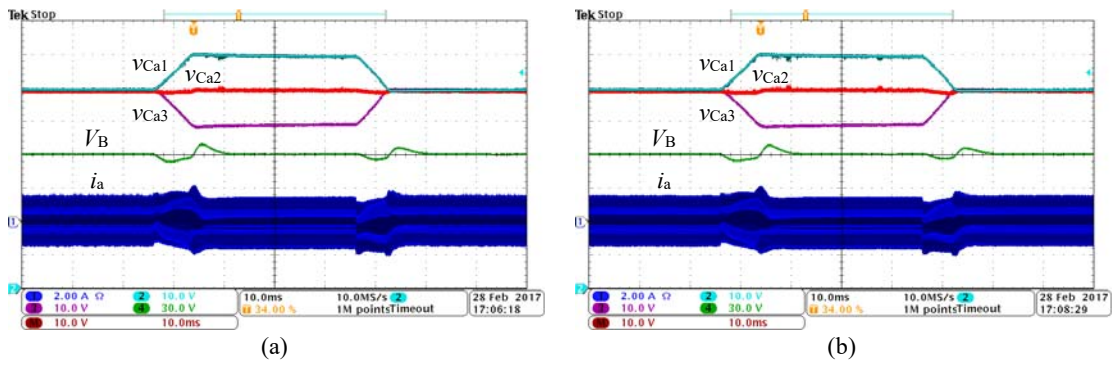 Tek Stop
T
vCa1
vCa2
vCa3
VB
ia
1
2
1 2.00 A Ω 2 10.0 V
3 10.0 V 4 30.0 V
M 10.0 V 10.0ms
10.0ms 10.0MS/s 2
T 34.00 % 1M points Timeout
28 Feb 2017
17:06:18
(a)
Tek Stop
T
vCa1
vCa2
vCa3
VB
ia
1
2
1 2.00 A Ω 2 10.0 V
3 10.0 V 4 30.0 V
M 10.0 V 10.0ms
10.0ms 10.0MS/s 2
T 34.00 % 1M points Timeout
28 Feb 2017
17:08:29
(b)